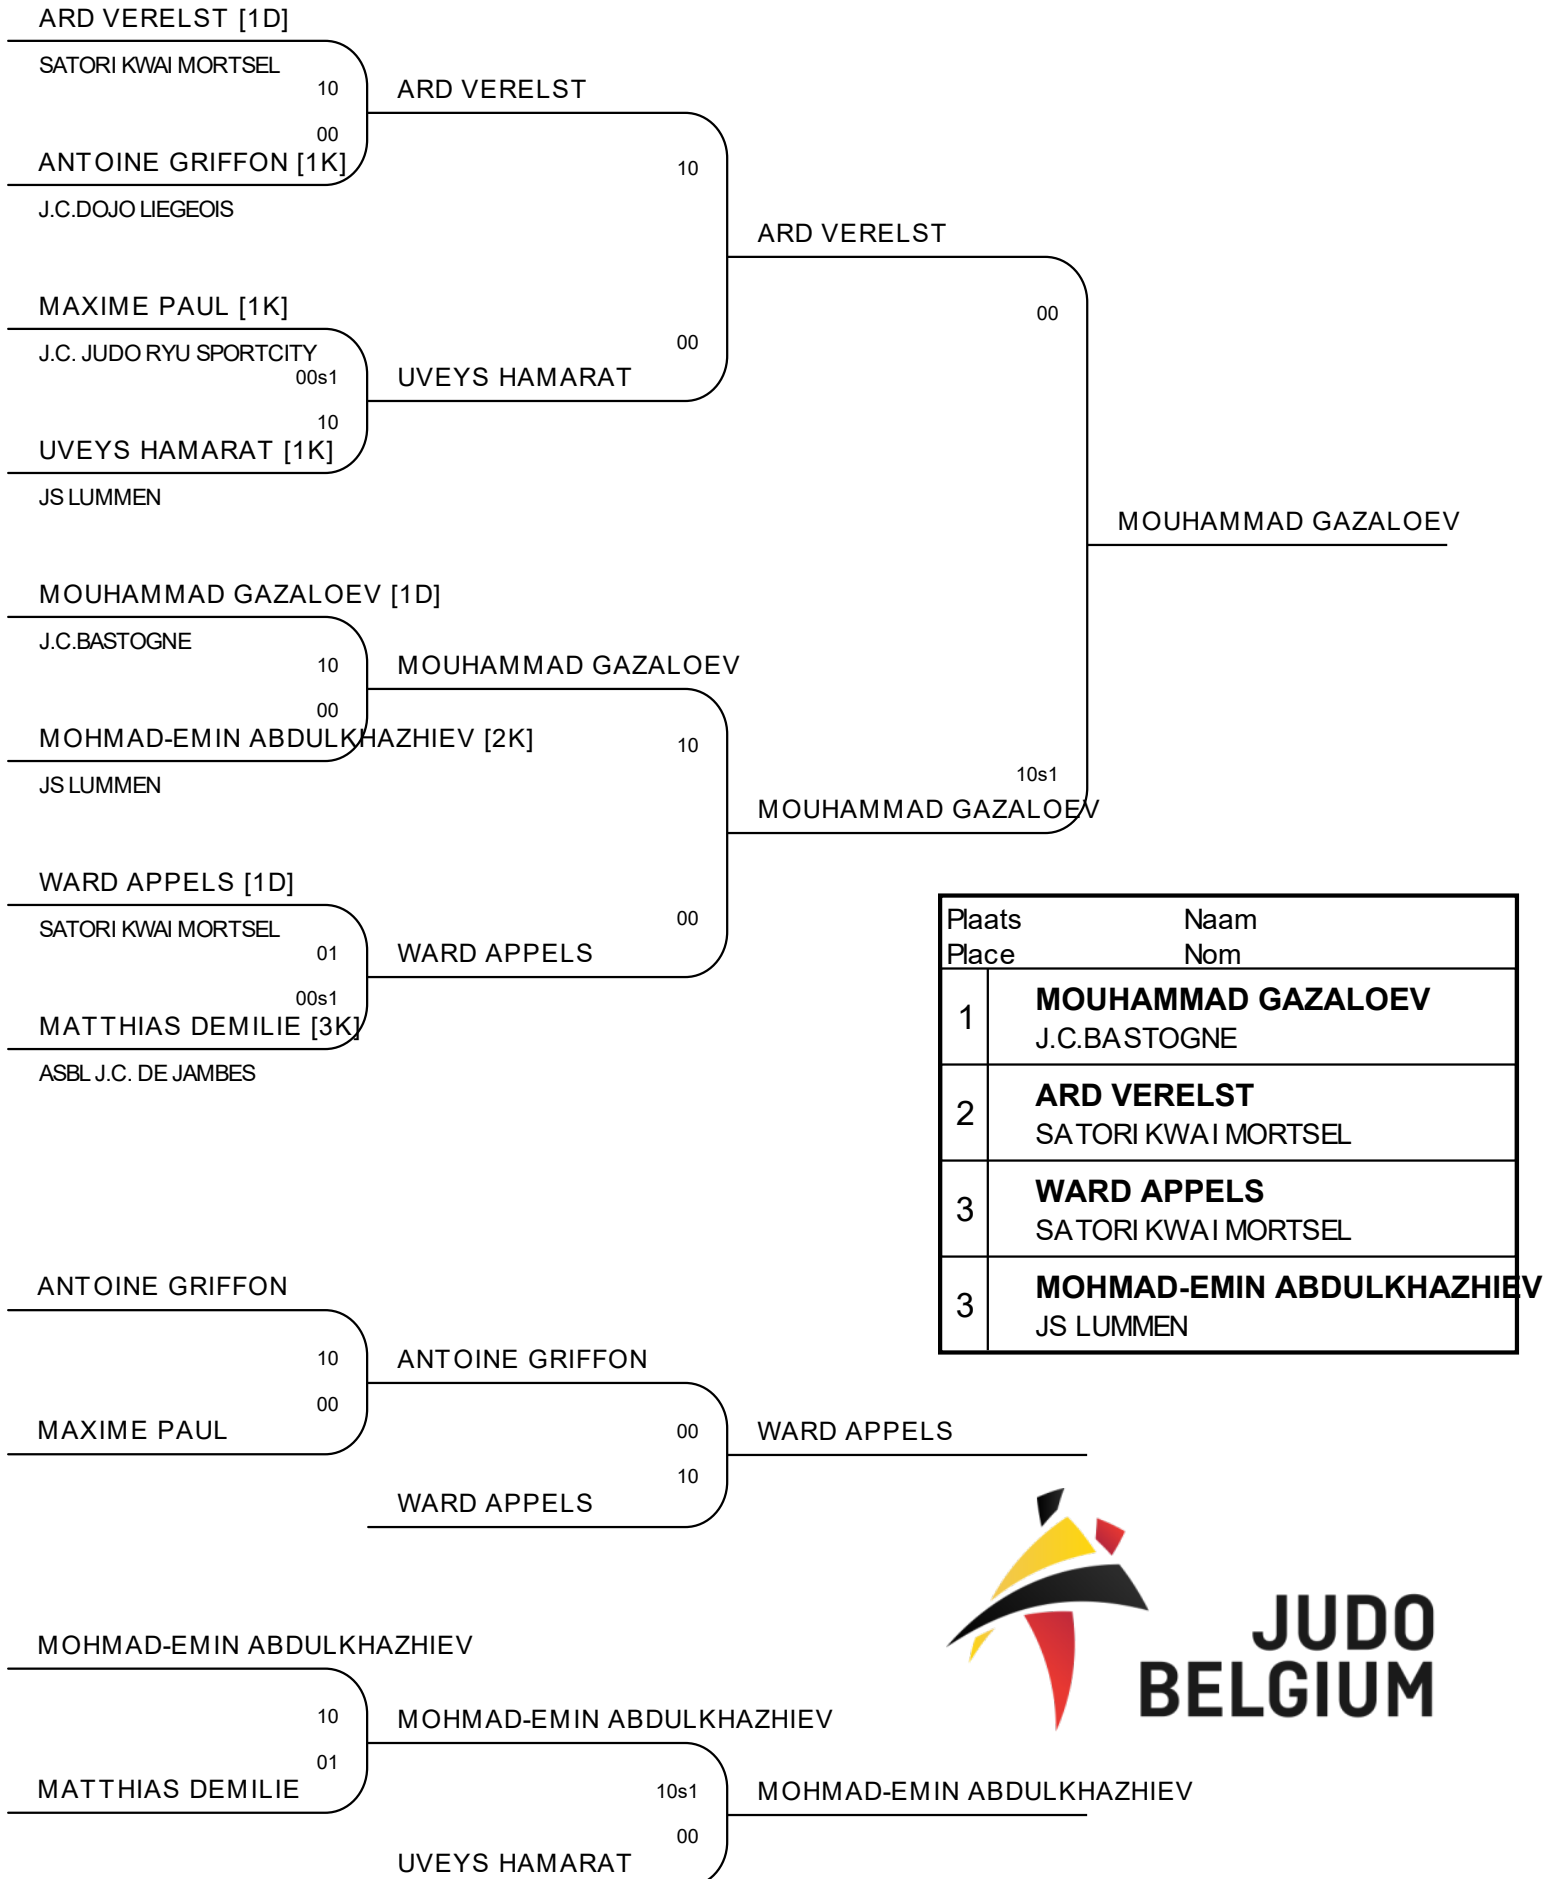 ARD VERELST [1D]
SATORI KWAI MORTSEL
10
ARD VERELST
00
ANTOINE GRIFFON [1K]
10
J.C.DOJO LIEGEOIS
ARD VERELST
MAXIME PAUL [1K]
00
J.C. JUDO RYU SPORTCITY
00
00s1
UVEYS HAMARAT
10
UVEYS HAMARAT [1K]
JS LUMMEN
MOUHAMMAD GAZALOEV
MOUHAMMAD GAZALOEV [1D]
J.C.BASTOGNE
10
MOUHAMMAD GAZALOEV
00
MOHMAD-EMIN ABDULKHAZHIEV [2K]
10
JS LUMMEN
10s1
MOUHAMMAD GAZALOEV
WARD APPELS [1D]
SATORI KWAI MORTSEL
00
01
WARD APPELS
00s1
MATTHIAS DEMILIE [3K]
ASBL J.C. DE JAMBES
Plaats Naam
Place Nom
1 MOUHAMMAD GAZALOEV
J.C.BASTOGNE
2 ARD VERELST
SATORI KWAI MORTSEL
3 WARD APPELS
SATORI KWAI MORTSEL
3 MOHMAD-EMIN ABDULKHAZHIEV
JS LUMMEN
ANTOINE GRIFFON
10
ANTOINE GRIFFON
00
MAXIME PAUL
00
WARD APPELS
10
WARD APPELS
JUDO
BELGIUM
MOHMAD-EMIN ABDULKHAZHIEV
10
MOHMAD-EMIN ABDULKHAZHIEV
01
MATTHIAS DEMILIE
10s1
MOHMAD-EMIN ABDULKHAZHIEV
00
UVEYS HAMARAT